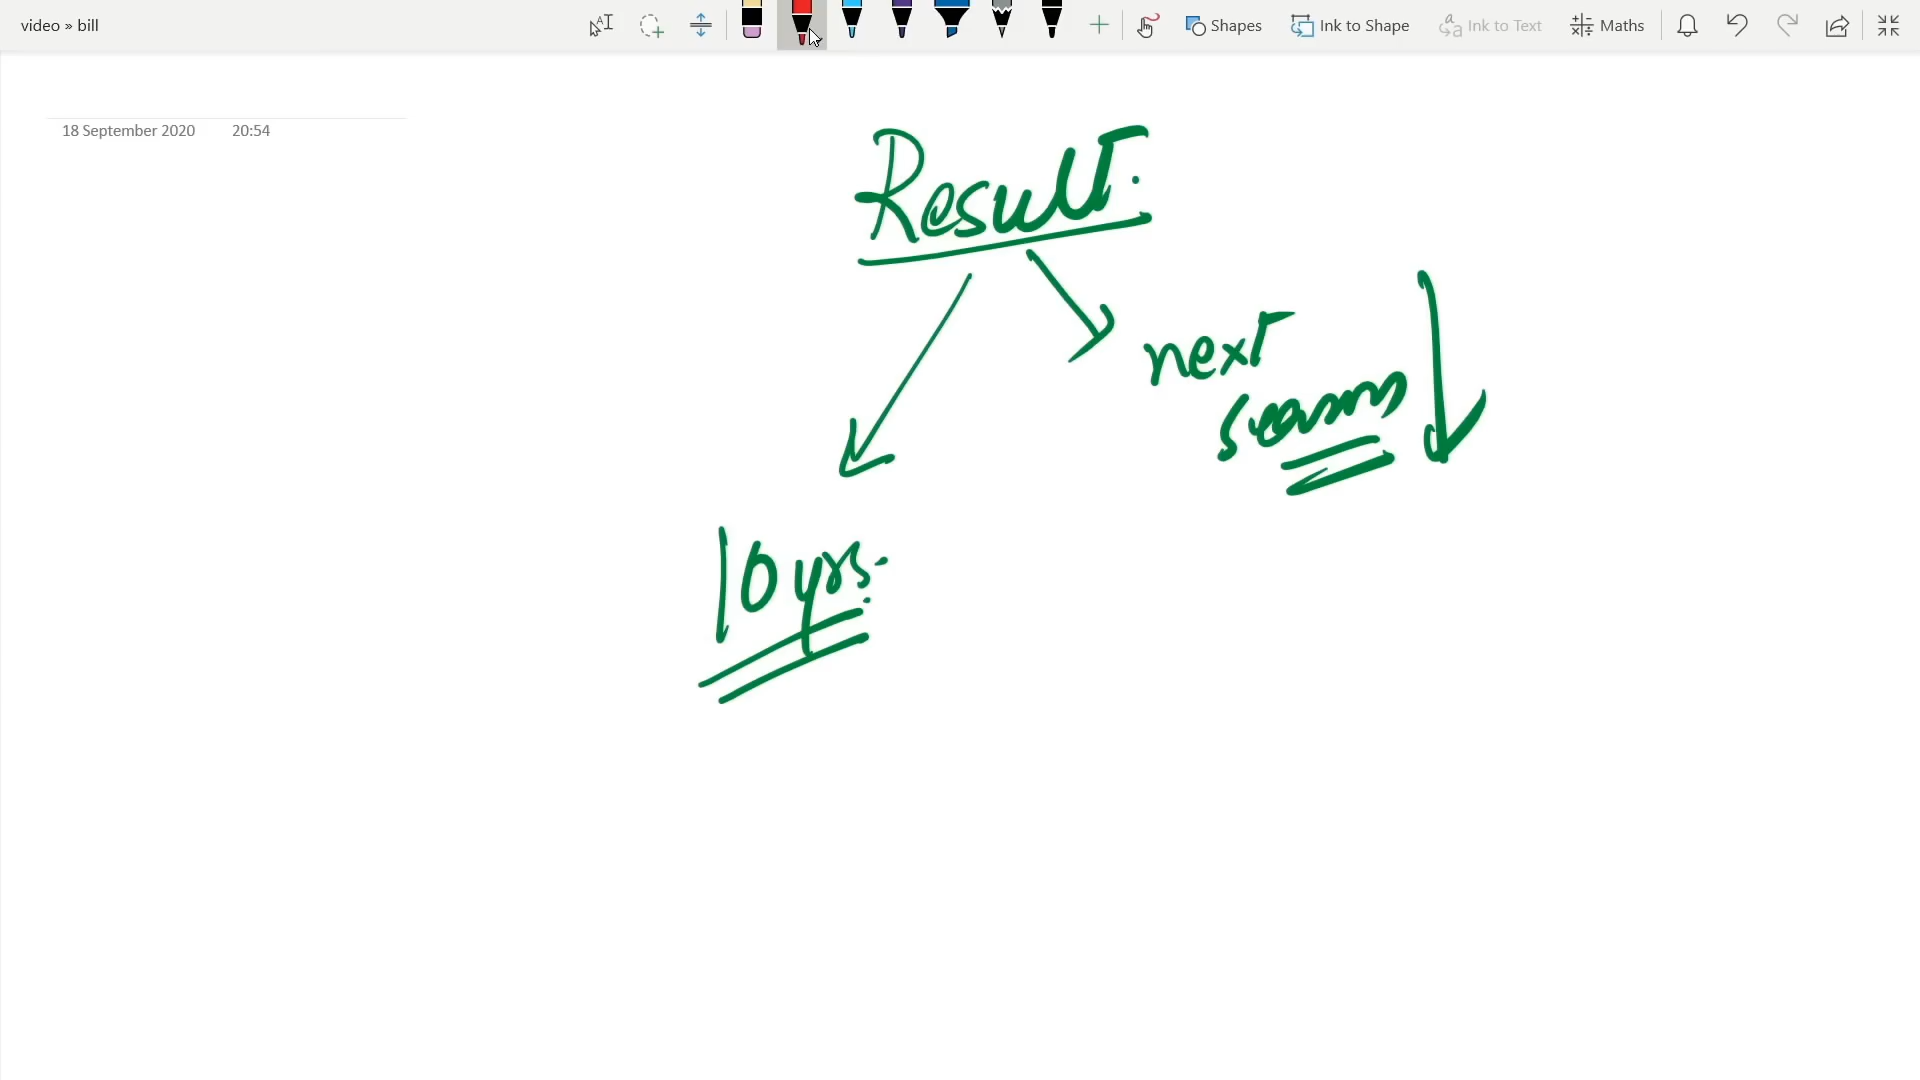 video » bill
Shapes
Ink to Shape
Ink to Text
Maths
18 September 2020 20:54
Result.
next
10 yrs.